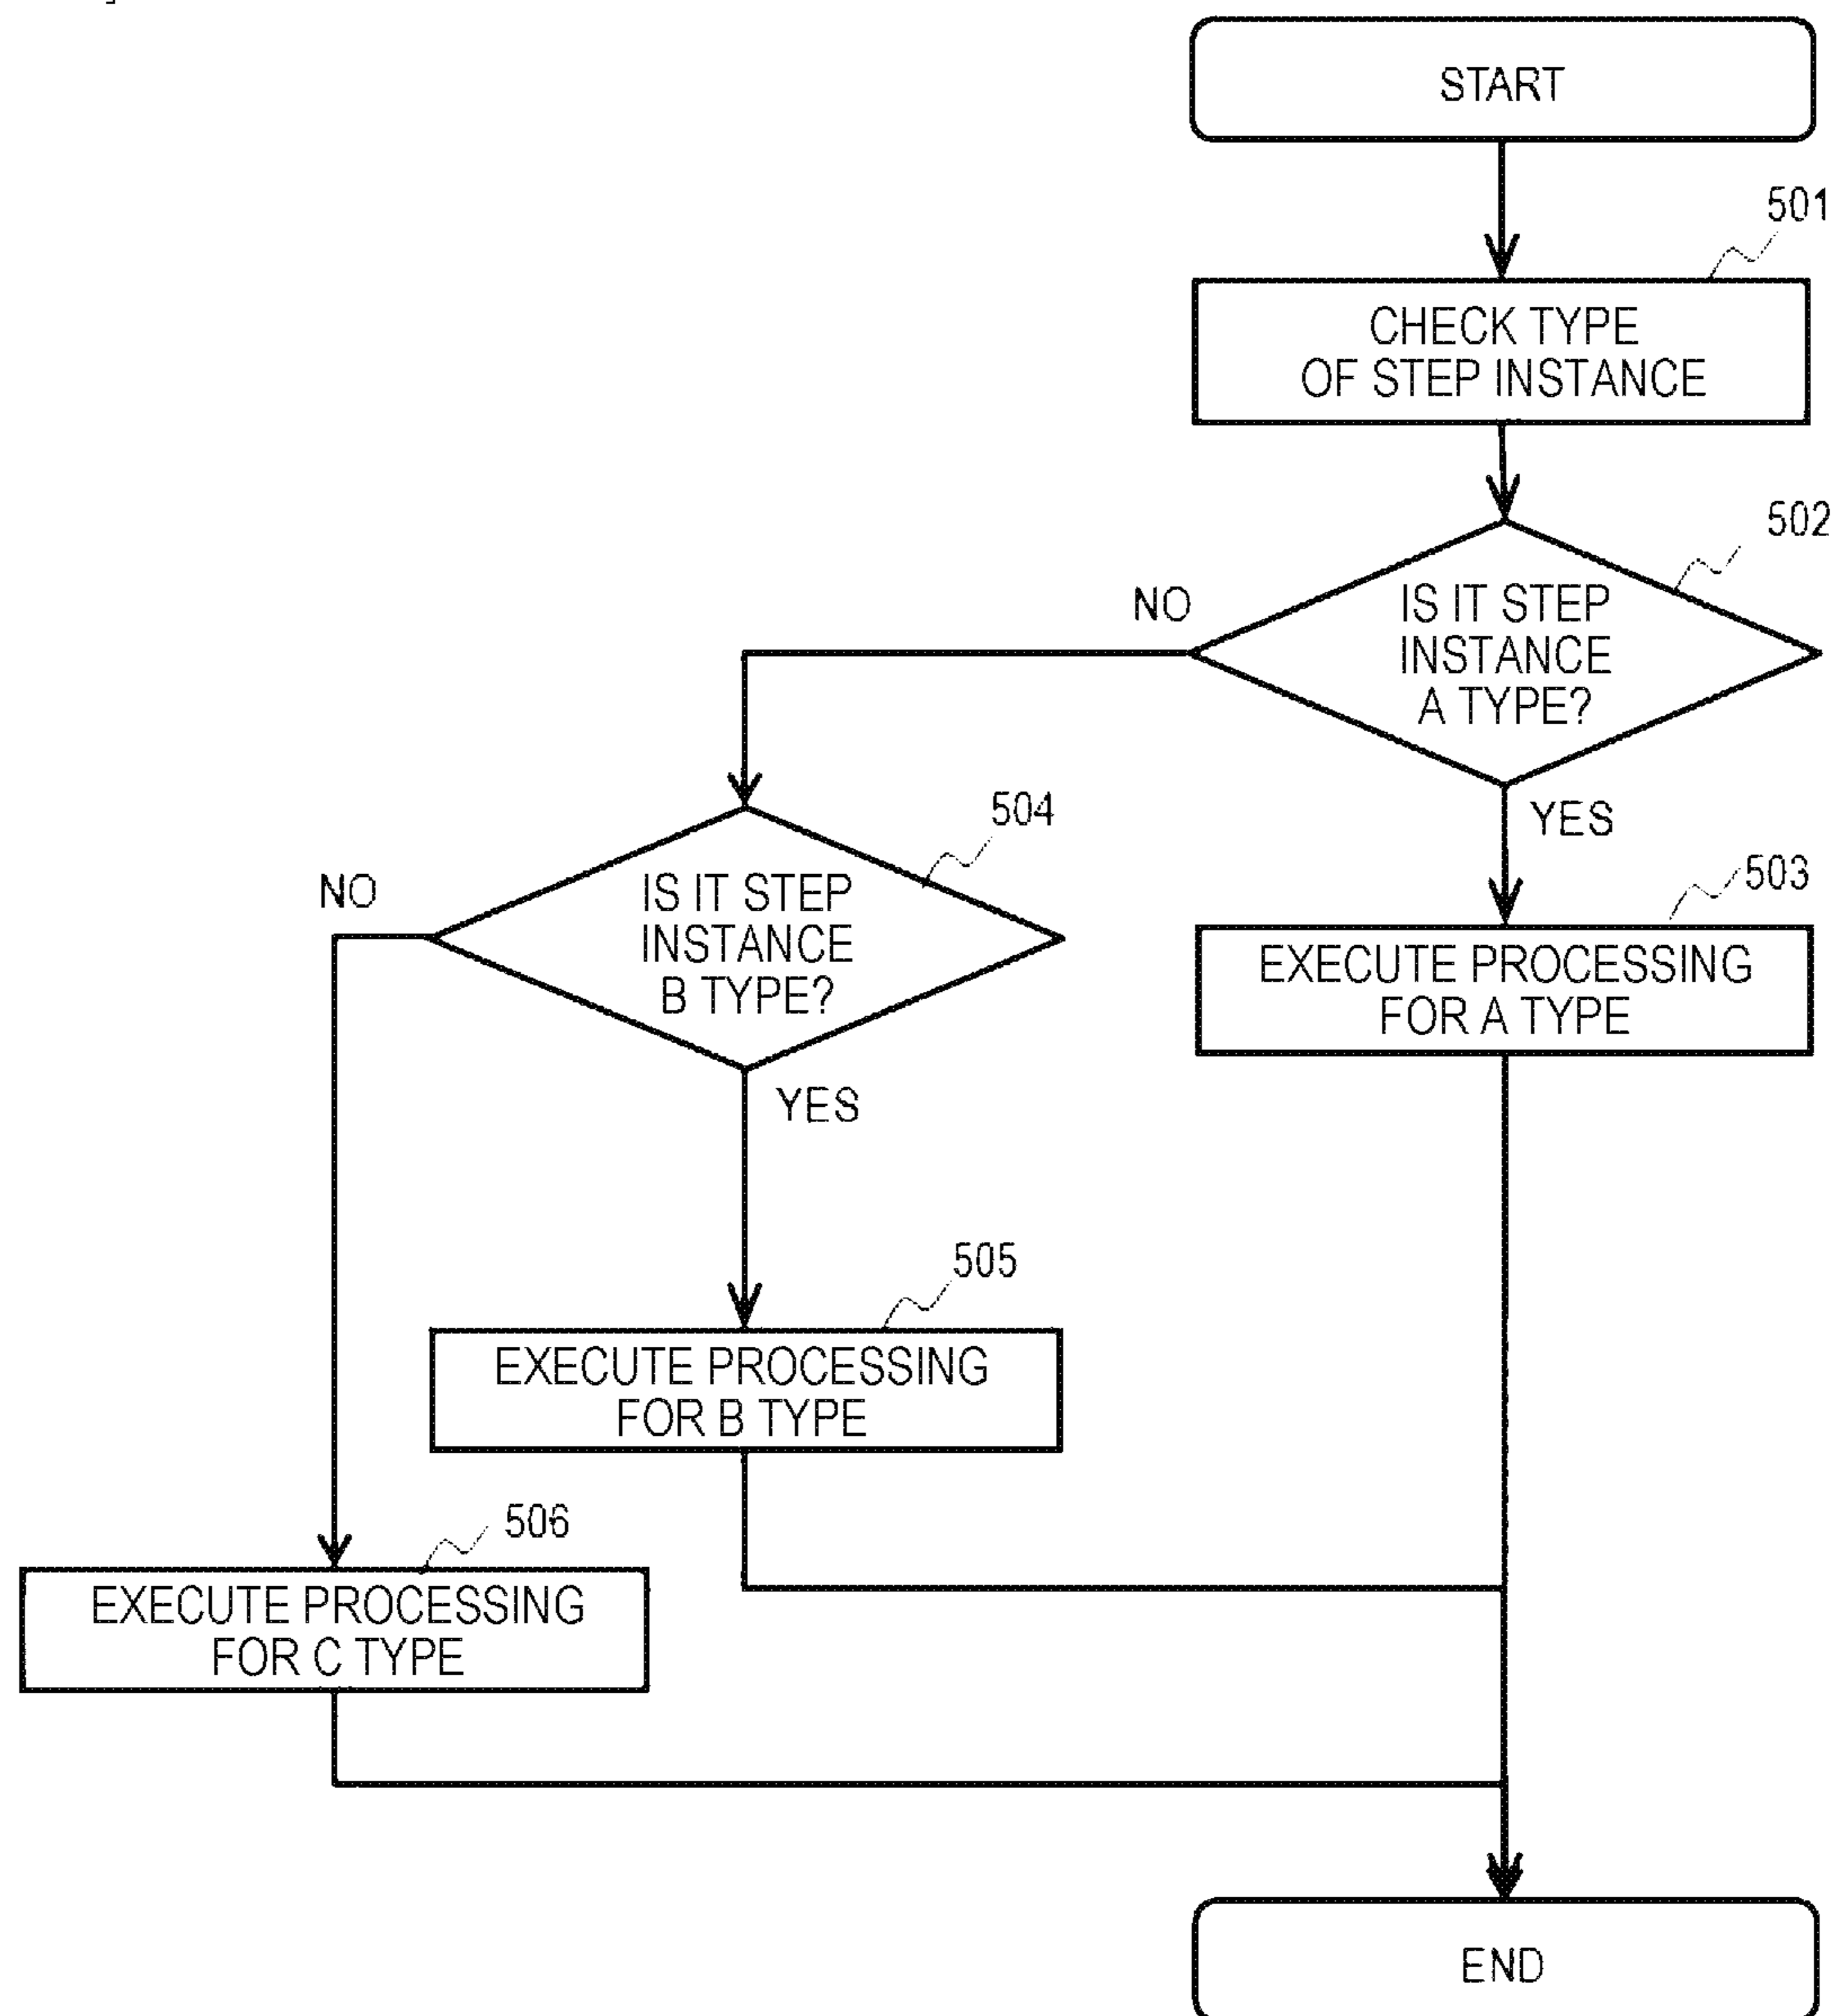 START
501
CHECK TYPE
OF STEP INSTANCE
502
IS IT STEP
INSTANCE
A TYPE?
NO
YES
503
EXECUTE PROCESSING
FOR A TYPE
504
IS IT STEP
INSTANCE
B TYPE?
NO
YES
505
EXECUTE PROCESSING
FOR B TYPE
506
EXECUTE PROCESSING
FOR C TYPE
END